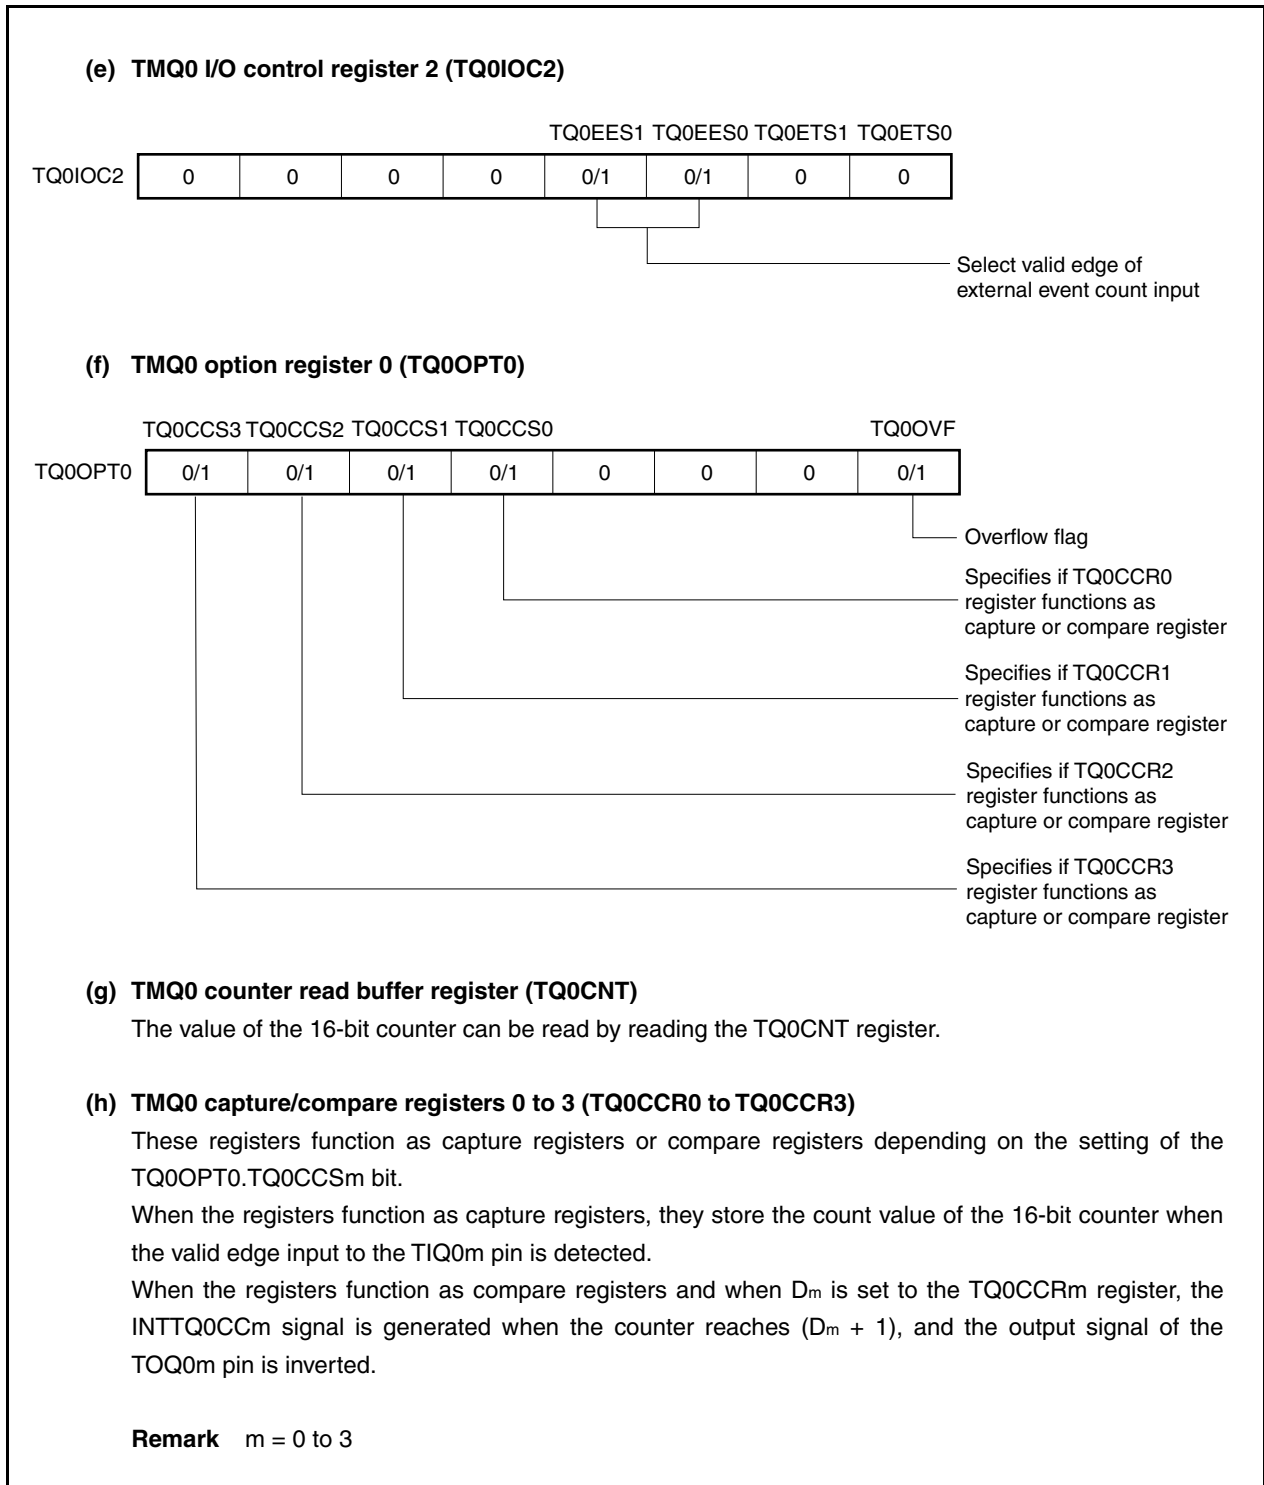 (e) TMQ0 I/O control register 2 (TQ0IOC2)
TQ0EES1 TQ0EES0 TQ0ETS1 TQ0ETS0
TQ0IOC2 0 0 0 0 0/1 0/1 0 0
Select valid edge of
external event count input
(f) TMQ0 option register 0 (TQ0OPT0)
TQ0CCS3 TQ0CCS2 TQ0CCS1 TQ0CCS0 TQ0OVF
TQ0OPT0 0/1 0/1 0/1 0/1 0 0 0 0/1
Overflow flag
Specifies if TQ0CCR0
register functions as
capture or compare register
Specifies if TQ0CCR1
register functions as
capture or compare register
Specifies if TQ0CCR2
register functions as
capture or compare register
Specifies if TQ0CCR3
register functions as
capture or compare register
(g) TMQ0 counter read buffer register (TQ0CNT)
The value of the 16-bit counter can be read by reading the TQ0CNT register.
(h) TMQ0 capture/compare registers 0 to 3 (TQ0CCR0 to TQ0CCR3)
These registers function as capture registers or compare registers depending on the setting of the
TQ0OPT0.TQ0CCSm bit.
When the registers function as capture registers, they store the count value of the 16-bit counter when
the valid edge input to the TIQ0m pin is detected.
When the registers function as compare registers and when Dm is set to the TQ0CCRm register, the
INTTQ0CCm signal is generated when the counter reaches (Dm + 1), and the output signal of the
TOQ0m pin is inverted.
Remark m = 0 to 3